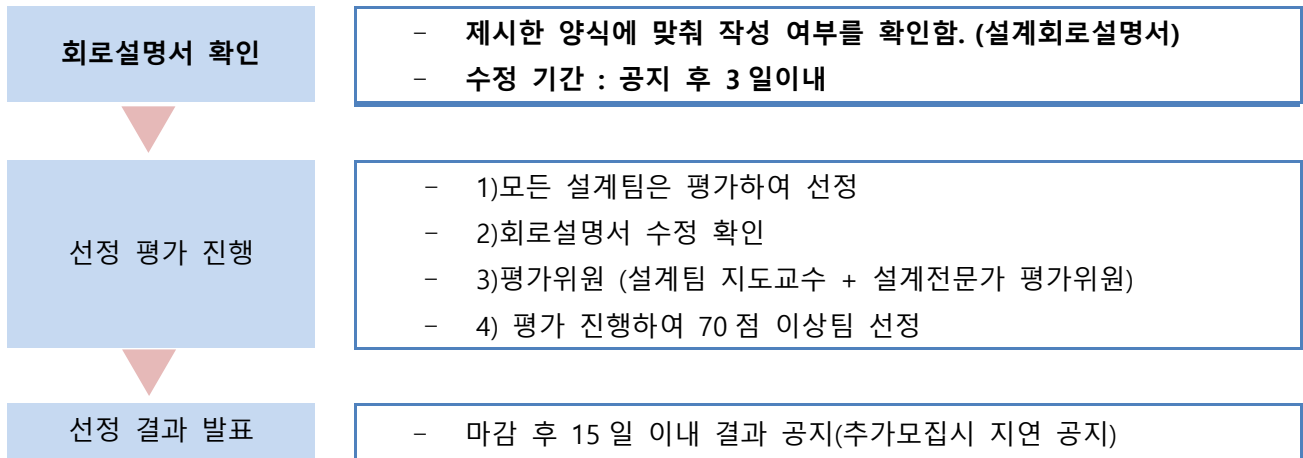 회로설명서 확인
- 제시한 양식에 맞춰 작성 여부를 확인함. (설계회로설명서)
- 수정 기간 : 공지 후 3일이내
선정 평가 진행
- 1)모든 설계팀은 평가하여 선정
- 2)회로설명서 수정 확인
- 3)평가위원 (설계팀 지도교수 + 설계전문가 평가위원)
- 4) 평가 진행하여 70점 이상팀 선정
선정 결과 발표
- 마감 후 15일 이내 결과 공지(추가모집시 지연 공지)